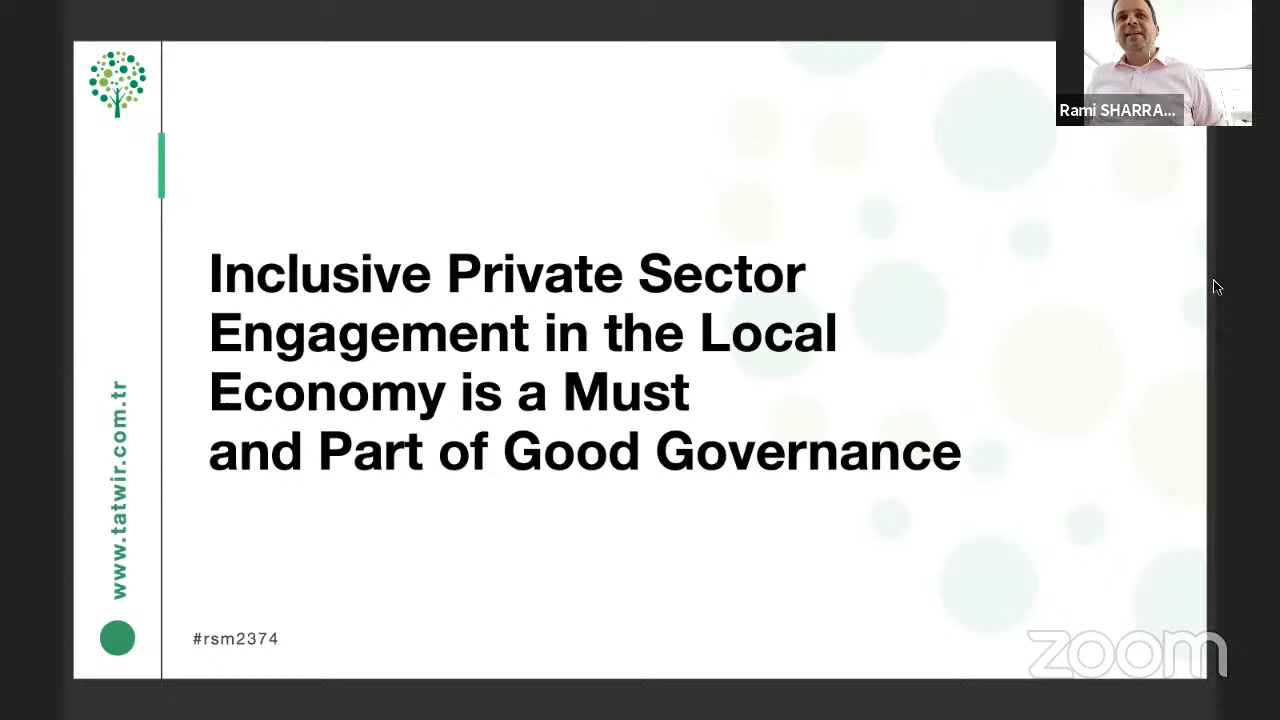 Rami SHARRA...
Inclusive Private Sector
Engagement in the Local
Economy is a Must
and Part of Good Governance
www.tatwir.com.tr
#rsm2374
zoom